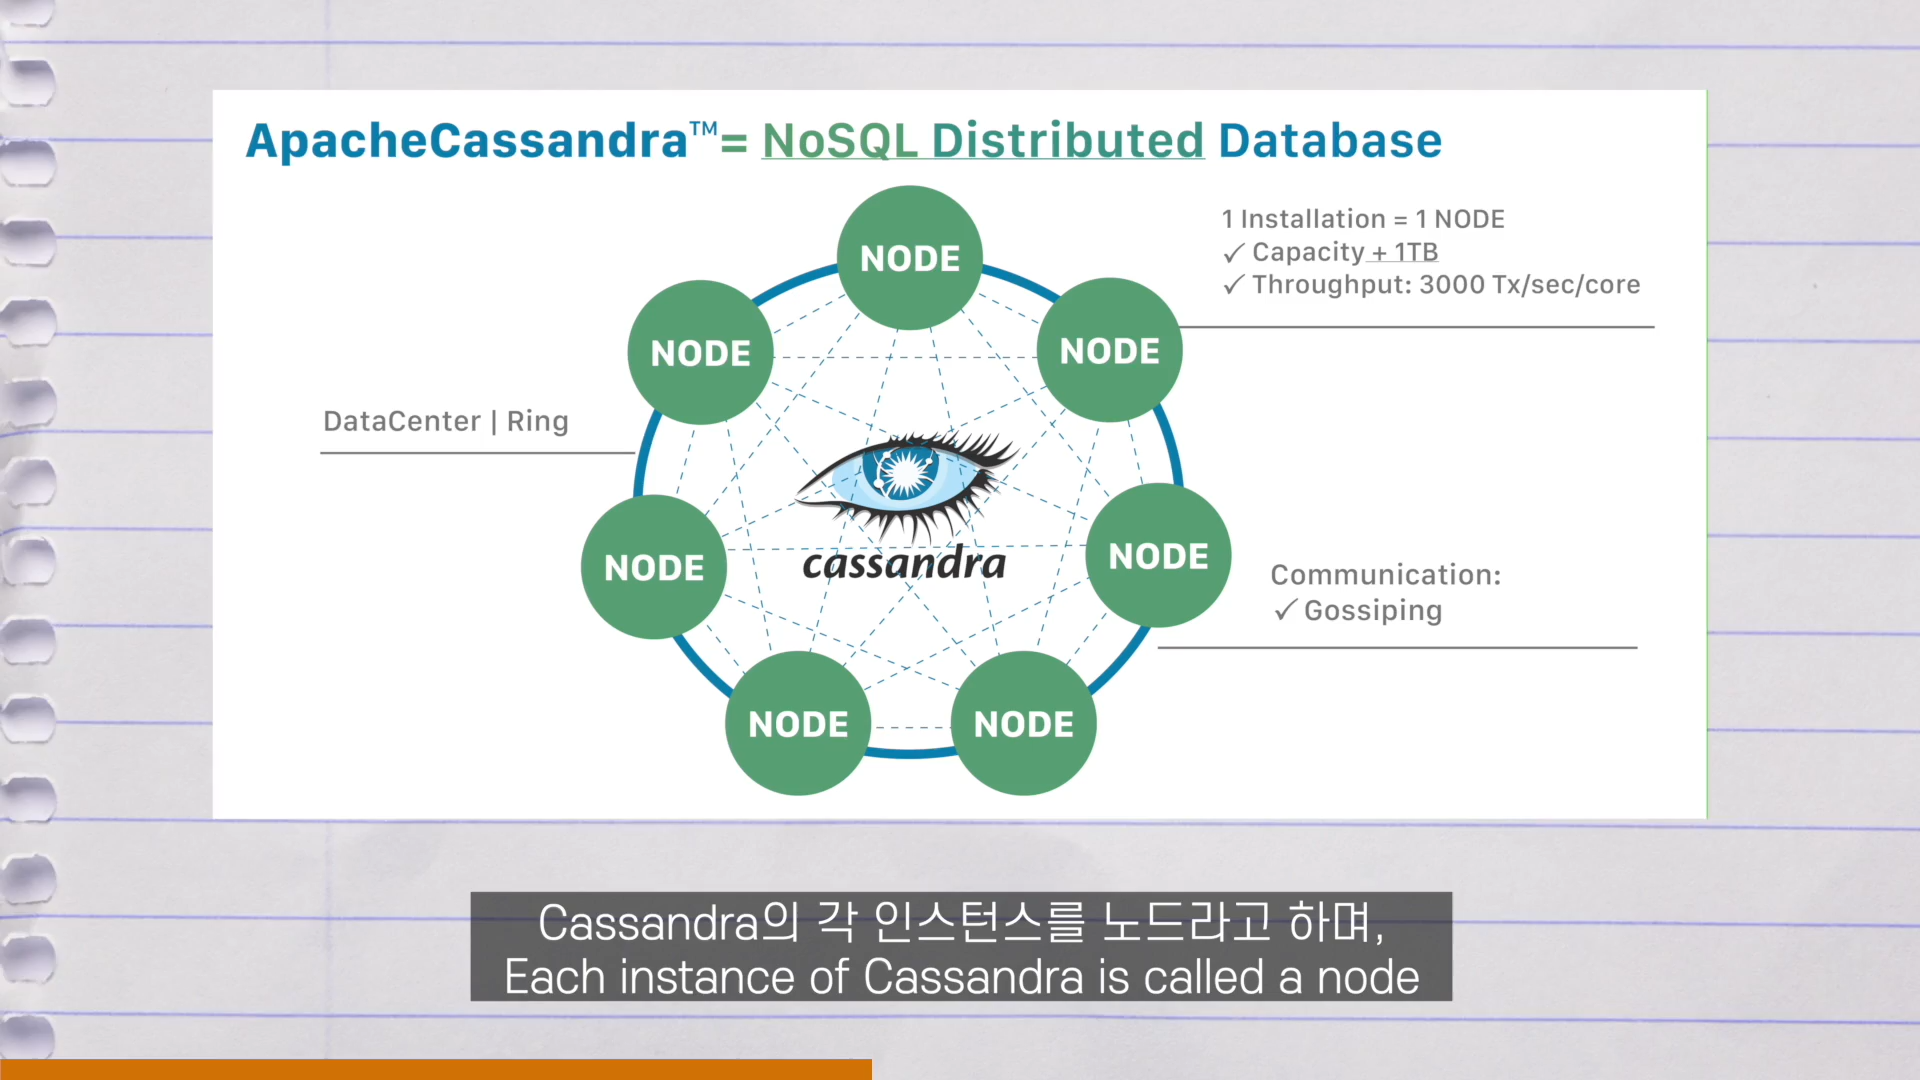 ApacheCassandra™= NoSQL Distributed Database
1 Installation = 1 NODE
✓ Capacity + 1TB
✓ Throughput: 3000 Tx/sec/core
NODE
NODE
NODE
DataCenter | Ring
NODE
NODE
cassandra
Communication:
✓ Gossiping
NODE
NODE
Cassandra의 각 인스턴스를 노드라고 하며,
Each instance of Cassandra is called a node